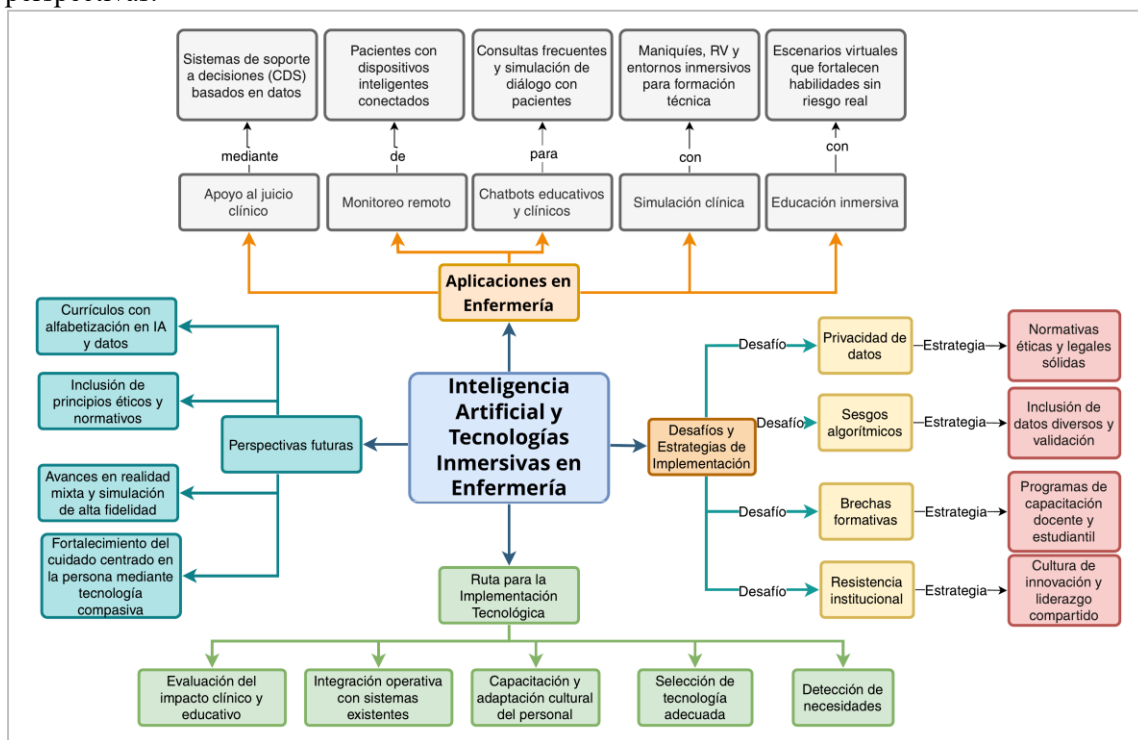 perspectivas.
Sistemas de soporte
a decisiones (CDS)
basados en datos
Pacientes con
dispositivos
inteligentes
conectados
Consultas frecuentes
y simulación de
diálogo con
pacientes
Maniquíes, RV y
entornos inmersivos
para formación
técnica
Escenarios virtuales
que fortalecen
habilidades sin
riesgo real
mediante
de
para
con
con
Apoyo al juicio
clínico
Monitoreo remoto
Chatbots educativos
y clínicos
Simulación clínica
Educación inmersiva
Aplicaciones en
Enfermería
Currículos con
alfabetización en IA
y datos
Inclusión de
principios éticos y
normativos
Avances en realidad
mixta y simulación
de alta fidelidad
Fortalecimiento del
cuidado centrado en
la persona mediante
tecnología
compasiva
Perspectivas futuras
Inteligencia
Artificial y
Tecnologías
Inmersivas en
Enfermería
Desafíos y
Estrategias de
Implementación
Desafío
Privacidad de
datos
Estrategia
Normativas
éticas y legales
sólidas
Desafío
Sesgos
algorítmicos
Estrategia
Inclusión de
datos diversos y
validación
Desafío
Brechas
formativas
Estrategia
Programas de
capacitación
docente y
estudiantil
Desafío
Resistencia
institucional
Estrategia
Cultura de
innovación y
liderazgo
compartido
Ruta para la
Implementación
Tecnológica
Evaluación del
impacto clínico y
educativo
Integración operativa
con sistemas
existentes
Capacitación y
adaptación cultural
del personal
Selección de
tecnología
adecuada
Detección de
necesidades